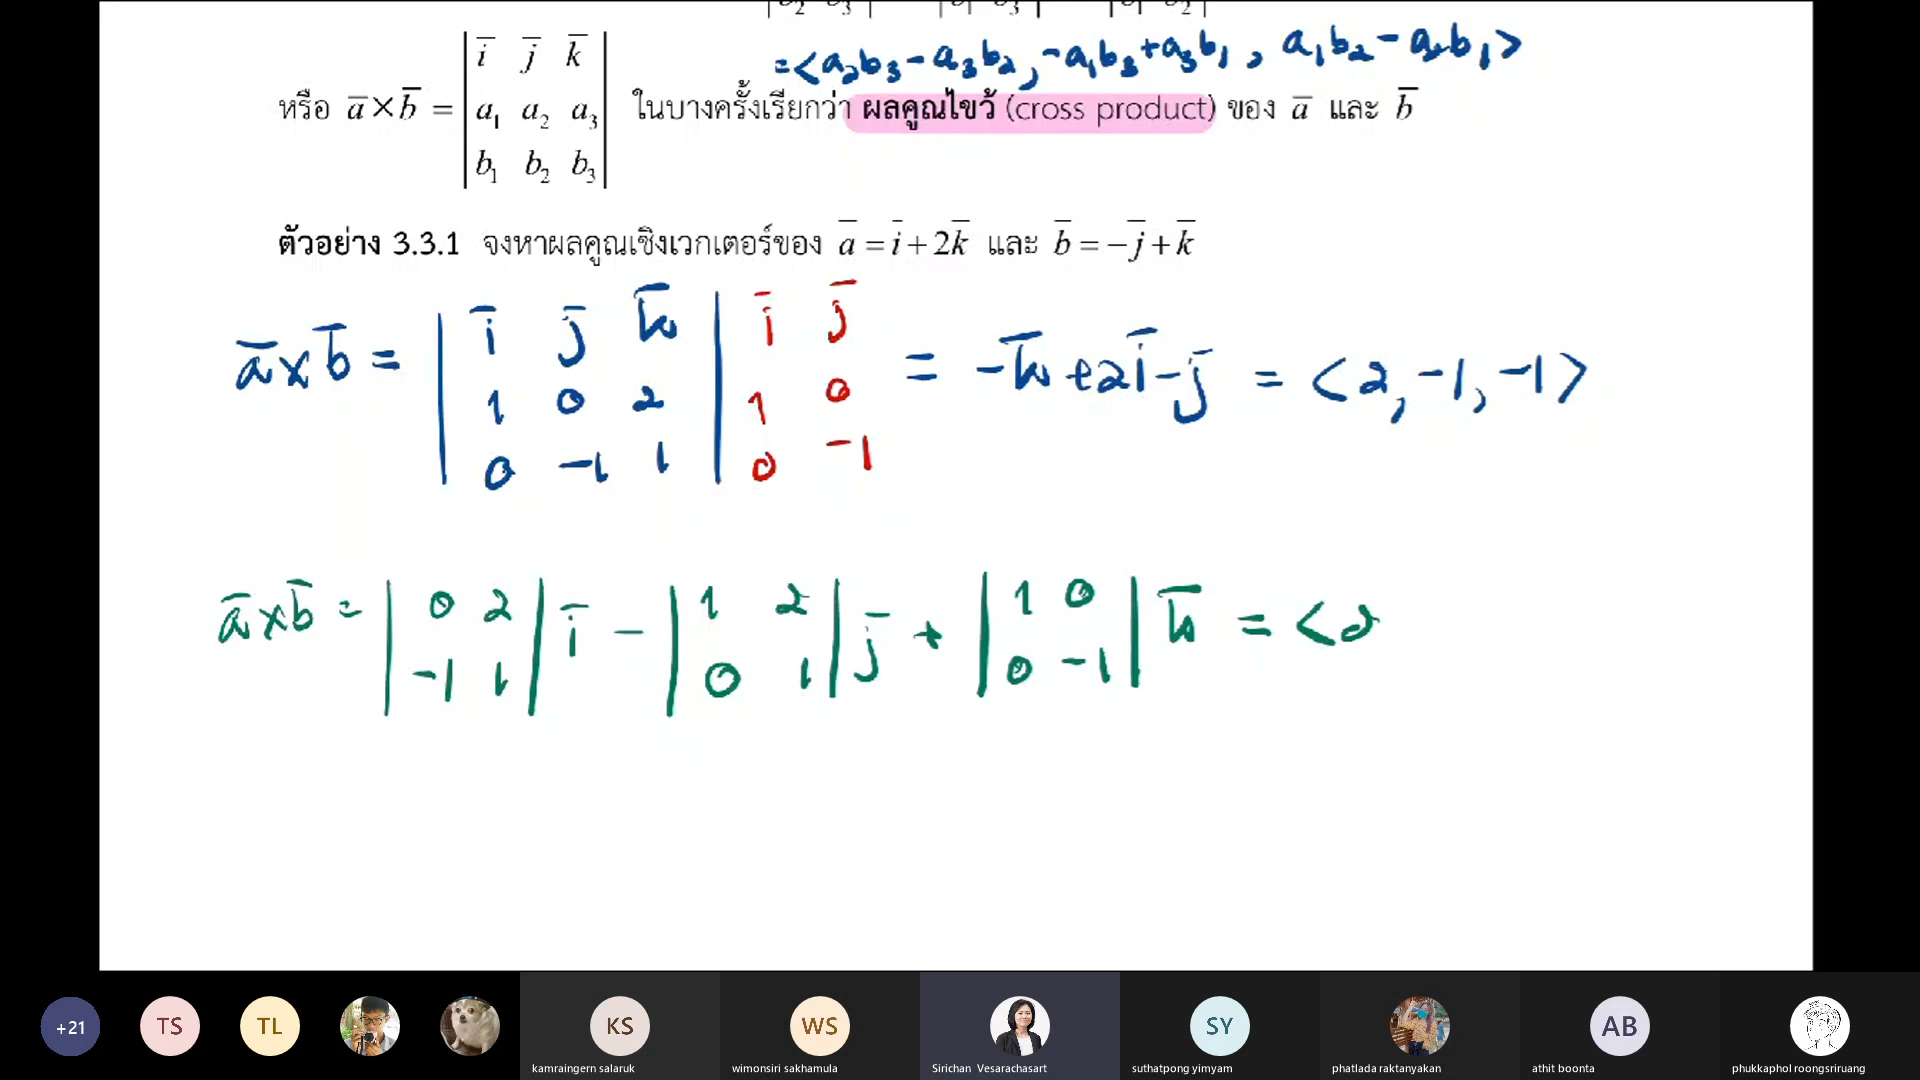 =<a₂b₃-a₃b₂, -a₁b₃+a₃b₁, a₁b₂-a₂b₁>
i j k
หรือ a×b = a₁ a₂ a₃ ในบางครั้งเรียกว่า ผลคูณไขว้ (cross product) ของ a และ b
b₁ b₂ b₃
ตัวอย่าง 3.3.1 จงหาผลคูณเชิงเวกเตอร์ของ a = i + 2k และ b = -j + k
i j k i j
a×b = 1 0 2 1 0 = -k+2i-j = <2,-1,-1>
0 -1 1 0 -1
a×b = | 0 2 | i - | 1 2 | j + | 1 0 | k = <2
-1 1 0 1 0 -1
+21 TS TL KS WS SY AB
kamraingern salaruk wimonsiri sakhamula Sirichan Vesarachasart suthatpong yimyam phatlada raktanyakan athit boonta phukkaphol roongsriruang